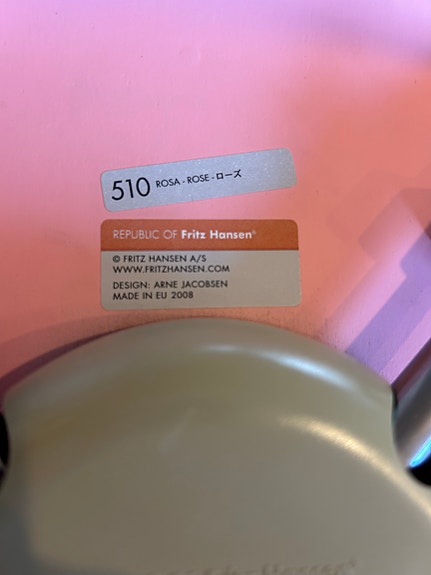 510 ROSA - ROSE - ローズ
REPUBLIC OF Fritz Hansen®
© FRITZ HANSEN A/S
WWW.FRITZHANSEN.COM
DESIGN: ARNE JACOBSEN
MADE IN EU 2008